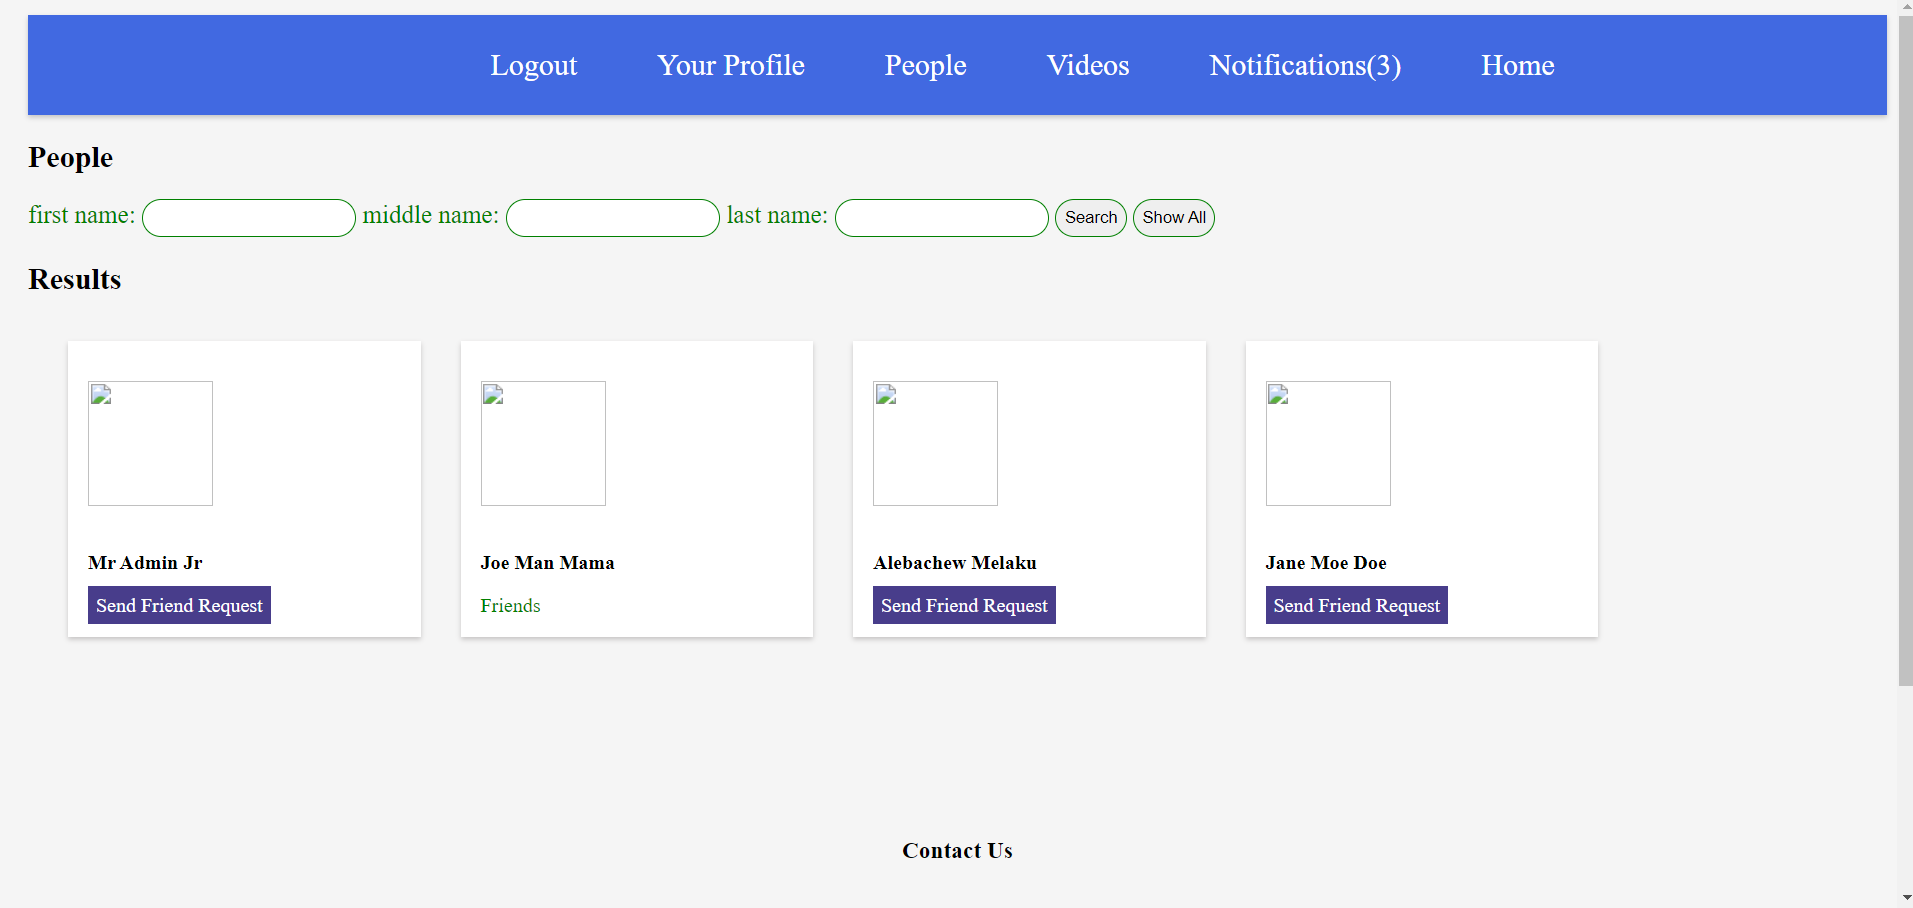 Logout Your Profile People Videos Notifications(3) Home
People
first name: middle name: last name: Search Show All
Results
Mr Admin Jr
Send Friend Request
Joe Man Mama
Friends
Alebachew Melaku
Send Friend Request
Jane Moe Doe
Send Friend Request
Contact Us